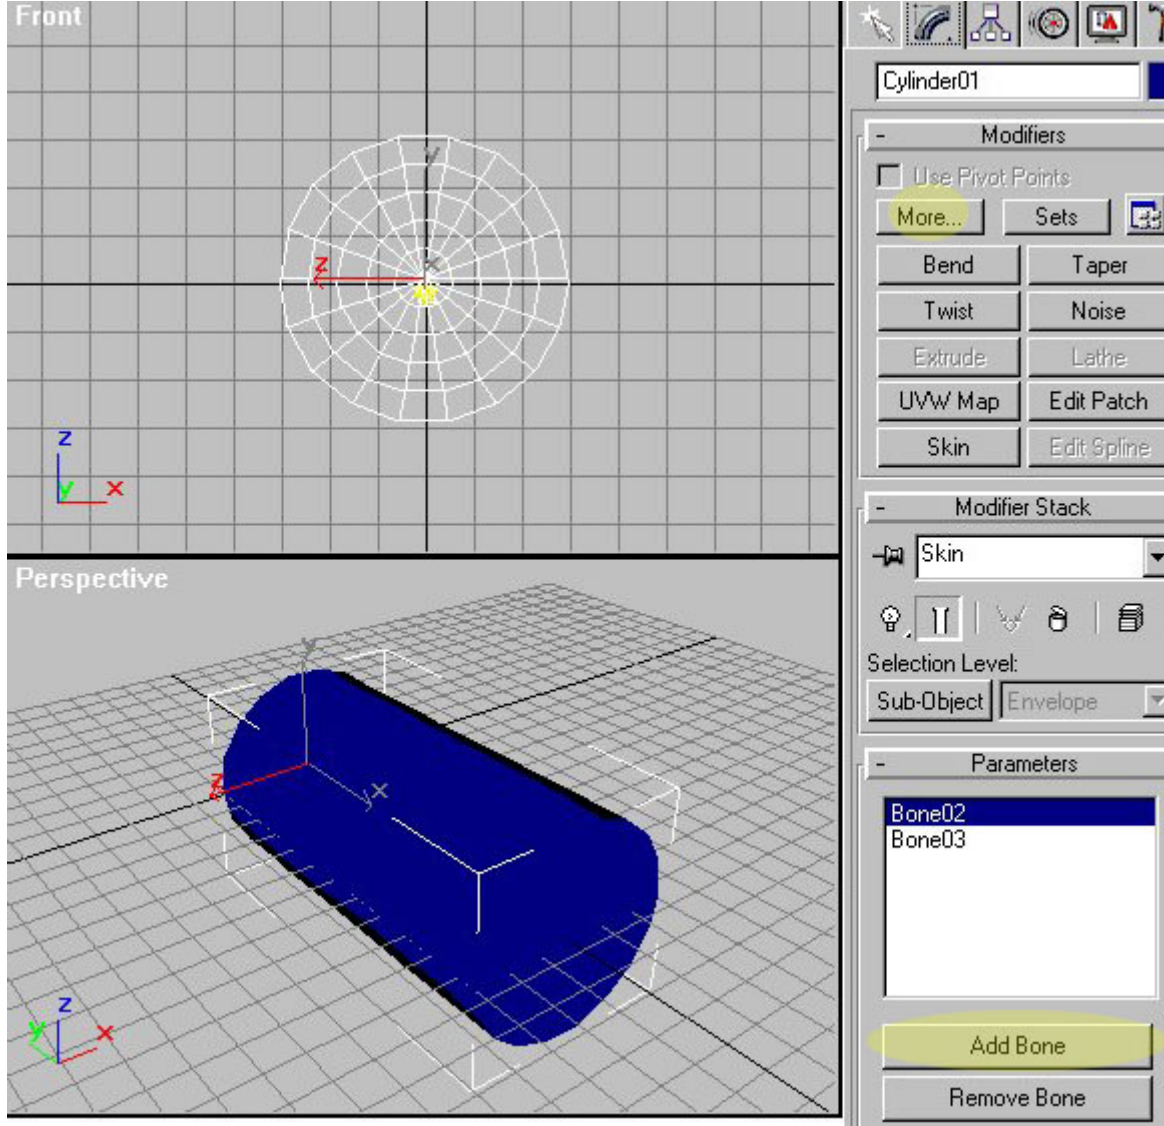 Front
z
y
x
z
y
x
Perspective
y
z
x
z
y
x
Cylinder01
- Modifiers
Use Pivot Points
More... Sets
Bend Taper
Twist Noise
Extrude Lathe
UVW Map Edit Patch
Skin Edit Spline
- Modifier Stack
Skin
Selection Level:
Sub-Object Envelope
- Parameters
Bone02
Bone03
Add Bone
Remove Bone